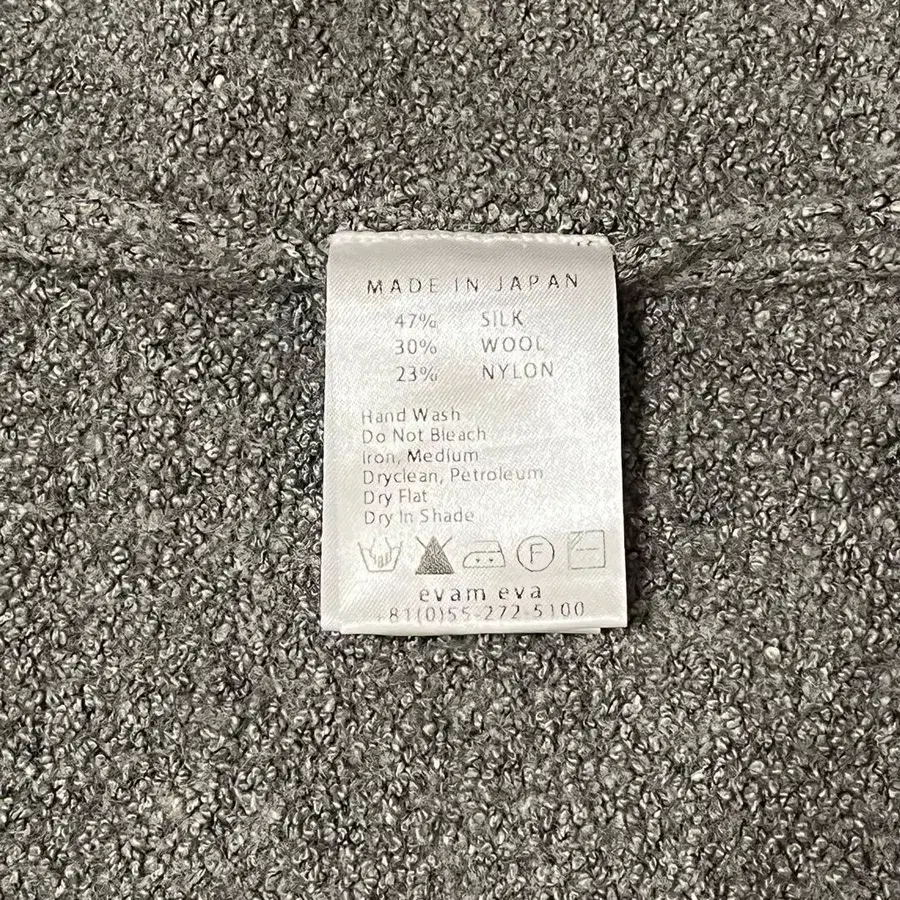 MADE IN JAPAN
47% SILK
30% WOOL
23% NYLON
Hand Wash
Do Not Bleach
Iron, Medium
Dryclean, Petroleum
Dry Flat
Dry In Shade
F
evam eva
+81(0)55-272-5100